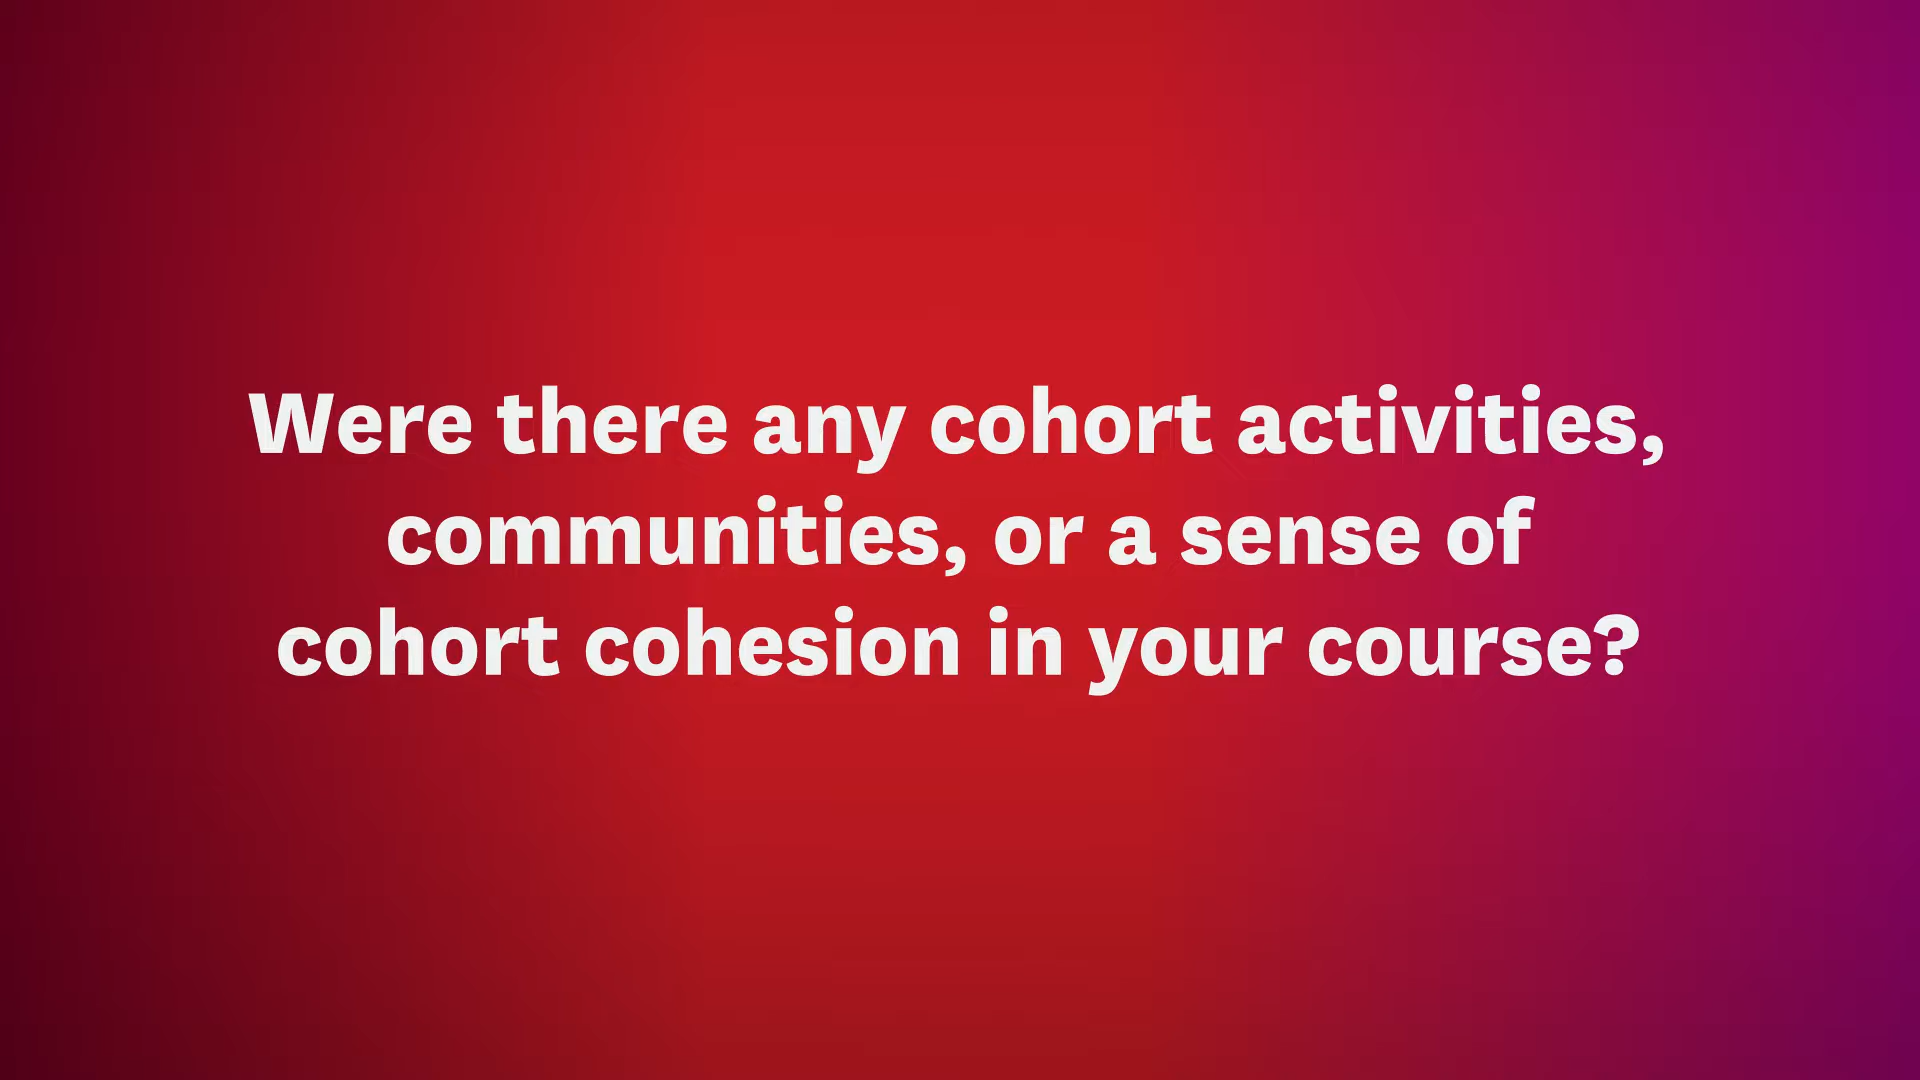 Were there any cohort activities,
communities, or a sense of
cohort cohesion in your course?